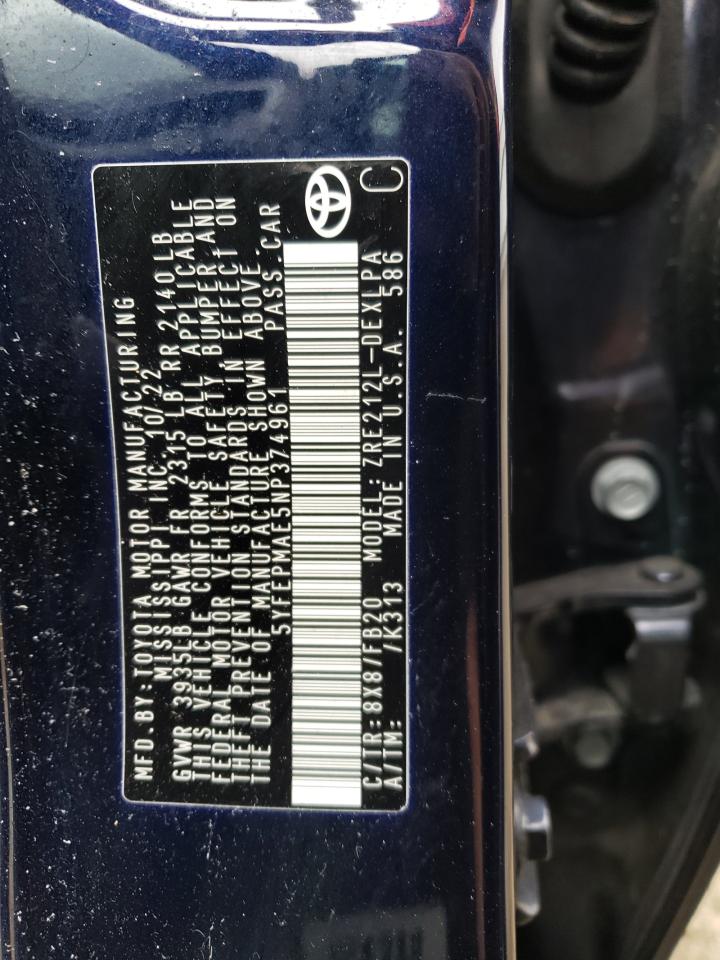 MFD.BY:TOYOTA MOTOR MANUFACTURING
MISSISSIPPI INC. 10/22
GVWR 3935LB GAWR FR 2315 LB RR 2140LB
THIS VEHICLE CONFORMS TO ALL APPLICABLE
FEDERAL MOTOR VEHICLE SAFETY, BUMPER,AND
THEFT PREVENTION STANDARDS IN EFFECT ON
THE DATE OF MANUFACTURE SHOWN ABOVE.
5YFEPMAE5NP374961 PASS.CAR
C/TR:8X8/FB20 MODEL:ZRE212L-DEXLPA C
A/TM: /K313 MADE IN U.S.A. 586